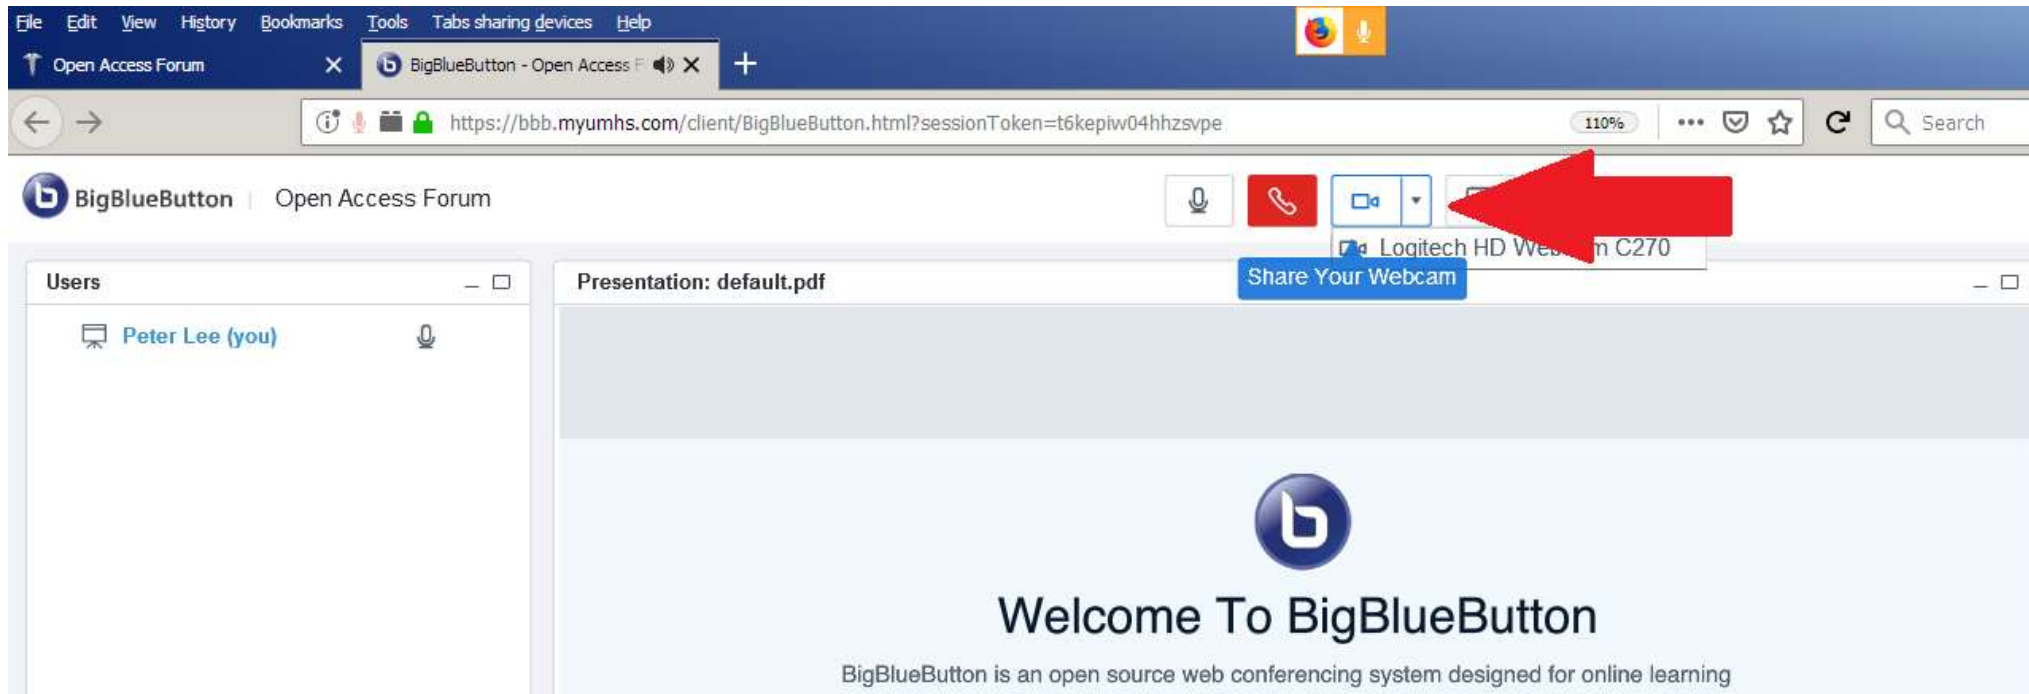 File Edit View History Bookmarks Tools Tabs sharing devices Help
Open Access Forum
BigBlueButton - Open Access F
https://bbb.myumhs.com/client/BigBlueButton.html?sessionToken=t6kepiw04hhzsvpe
110%
Search
BigBlueButton
Open Access Forum
Logitech HD C270
Share Your Webcam
Users
Presentation: default.pdf
Peter Lee (you)
Welcome To BigBlueButton
BigBlueButton is an open source web conferencing system designed for online learning